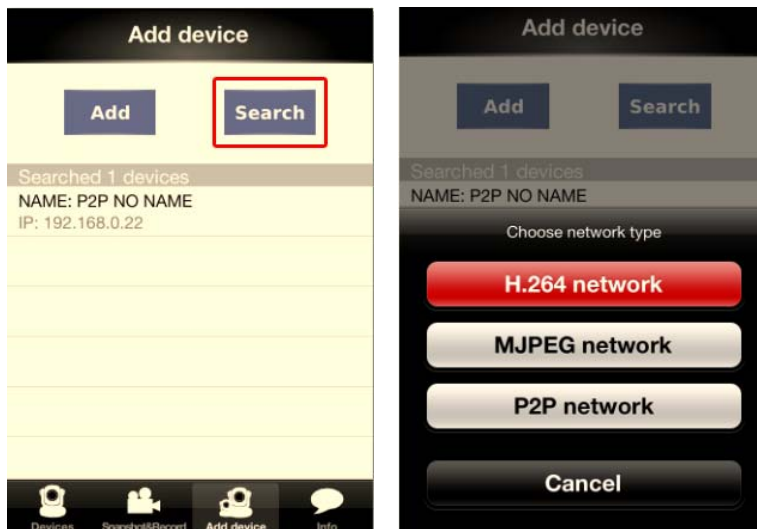 Add device
Add
Search
Searched 1 devices
NAME: P2P NO NAME
IP: 192.168.0.22
Devices
Snapshot&Record
Add device
Info
Add device
Add
Search
Searched 1 devices
NAME: P2P NO NAME
Choose network type
H.264 network
MJPEG network
P2P network
Cancel